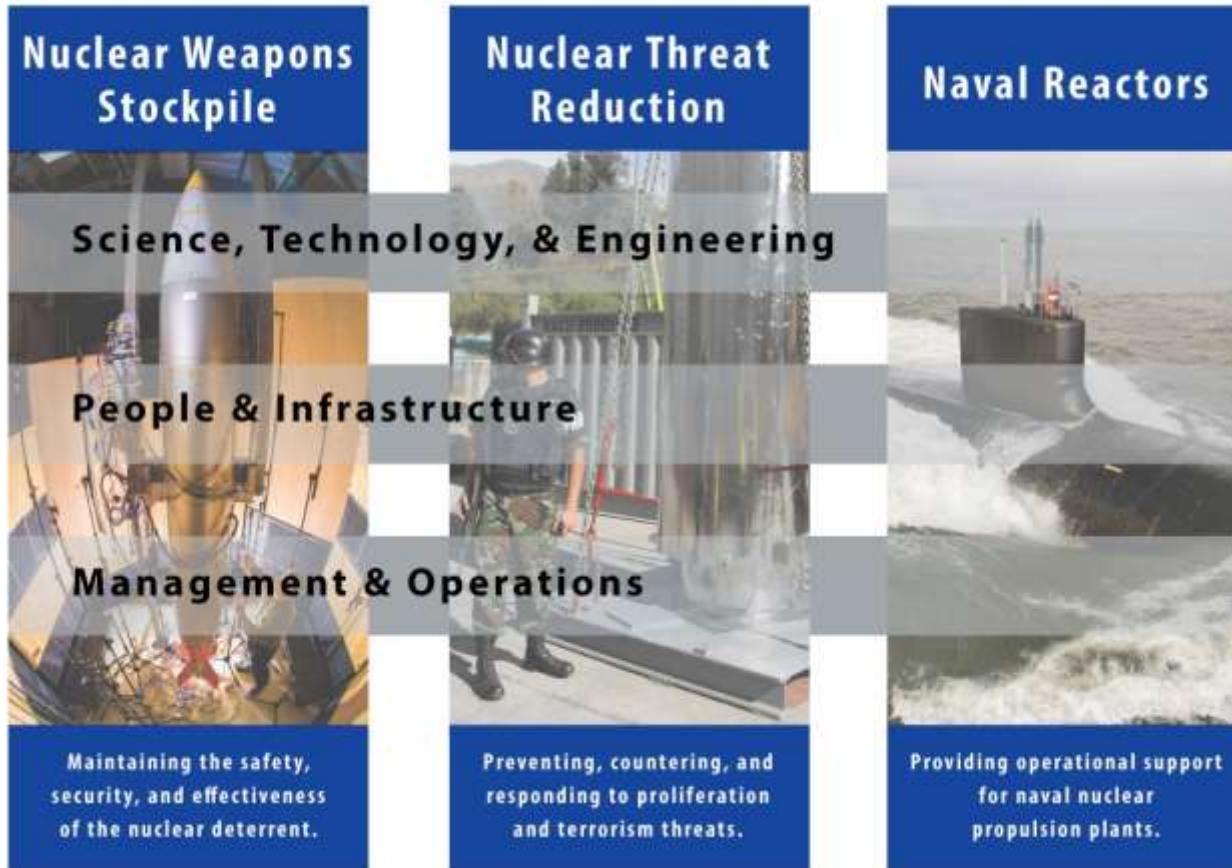 Nuclear Weapons
Stockpile
Nuclear Threat
Reduction
Naval Reactors
Science, Technology, & Engineering
People & Infrastructure
Management & Operations
Maintaining the safety,
security, and effectiveness
of the nuclear deterrent.
Preventing, countering, and
responding to proliferation
and terrorism threats.
Providing operational support
for naval nuclear
propulsion plants.